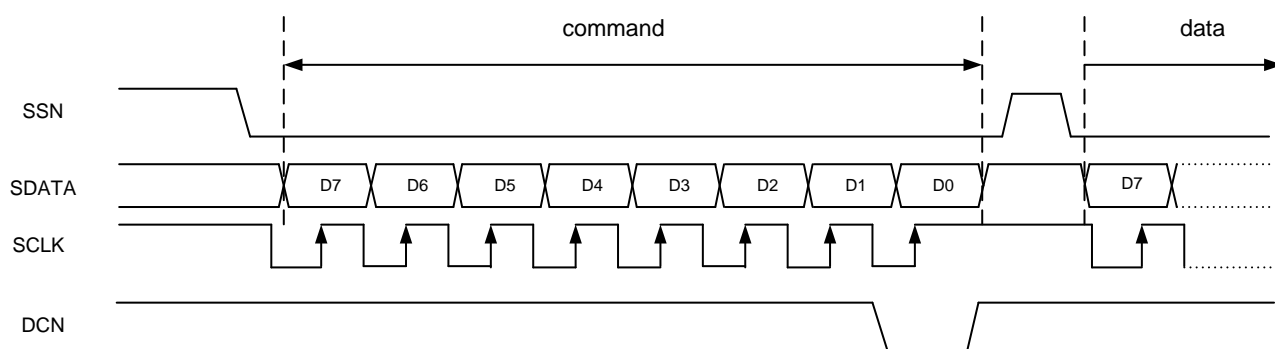 command data
SSN
SDATA D7 D6 D5 D4 D3 D2 D1 D0 D7
SCLK
DCN